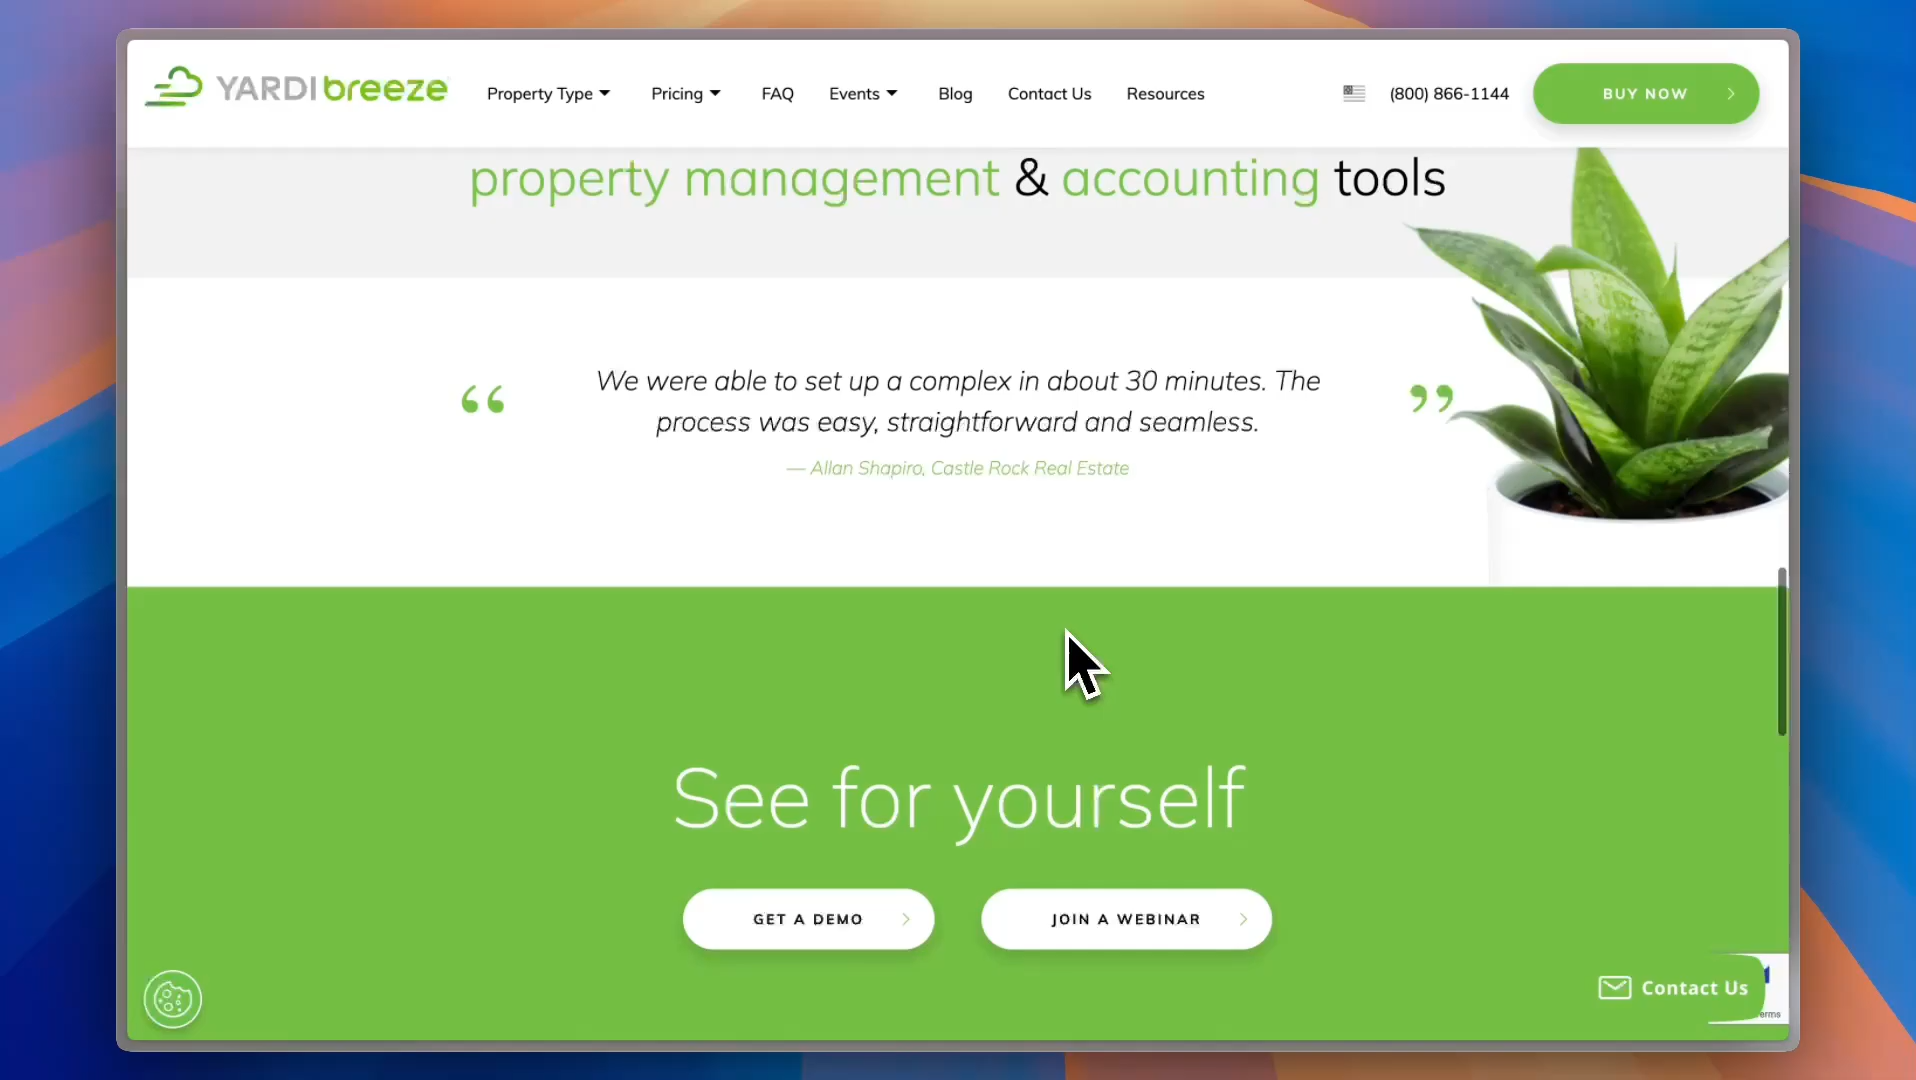 YARDI breeze
Property Type
Pricing
FAQ
Events
Blog
Contact Us
Resources
(800) 866-1144
BUY NOW
property management & accounting tools
“ We were able to set up a complex in about 30 minutes. The
process was easy, straightforward and seamless. ”
— Allan Shapiro, Castle Rock Real Estate
See for yourself
GET A DEMO
JOIN A WEBINAR
Contact Us